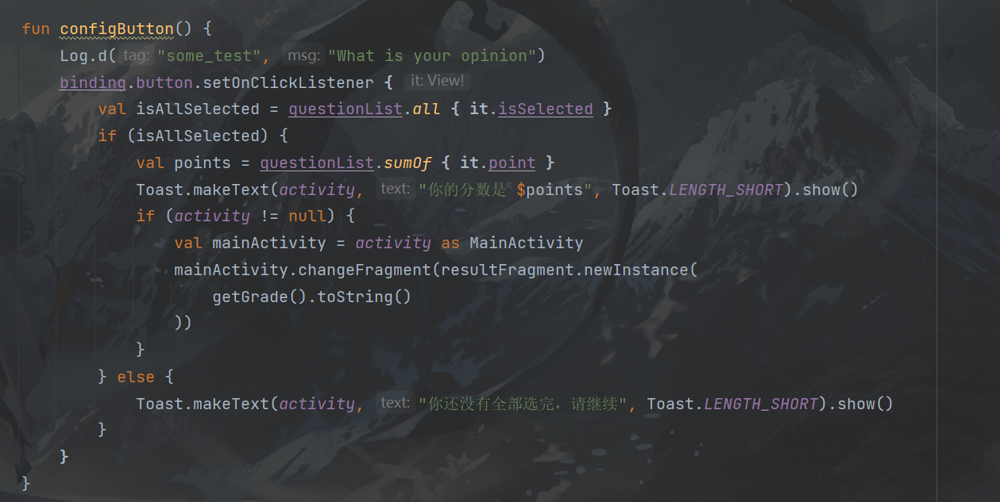 fun configButton() {
Log.d( tag: "some_test", msg: "What is your opinion")
binding.button.setOnClickListener { it: View!
val isAllSelected = questionList.all { it.isSelected }
if (isAllSelected) {
val points = questionList.sumOf { it.point }
Toast.makeText(activity, text: "你的分数是 $points", Toast.LENGTH_SHORT).show()
if (activity != null) {
val mainActivity = activity as MainActivity
mainActivity.changeFragment(resultFragment.newInstance(
getGrade().toString()
))
}
} else {
Toast.makeText(activity, text: "你还没有全部选完，请继续", Toast.LENGTH_SHORT).show()
}
}
}